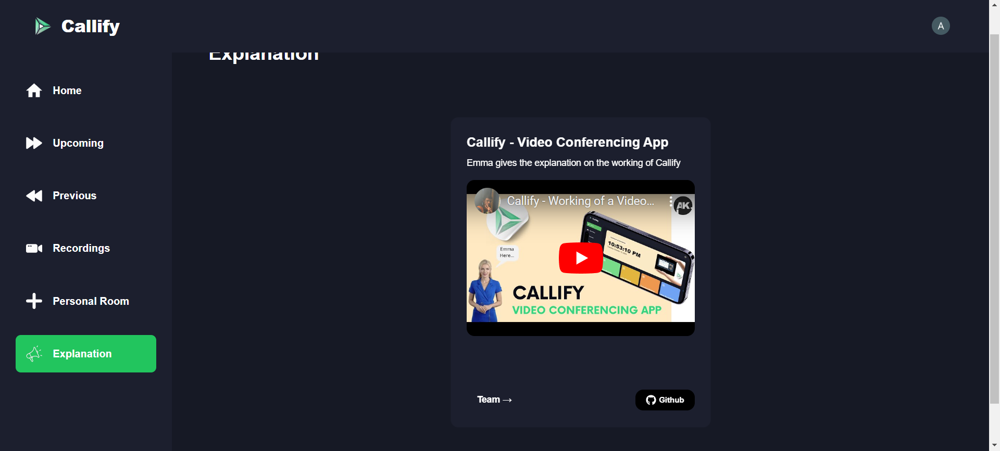 Callify
A
Explanation
Home
Upcoming
Previous
Recordings
Personal Room
Explanation
Callify - Video Conferencing App
Emma gives the explanation on the working of Callify
Callify - Working of a Video...
AK.
Emma
Here...
10:53:10 PM
CALLIFY
VIDEO CONFERENCING APP
Team →
Github